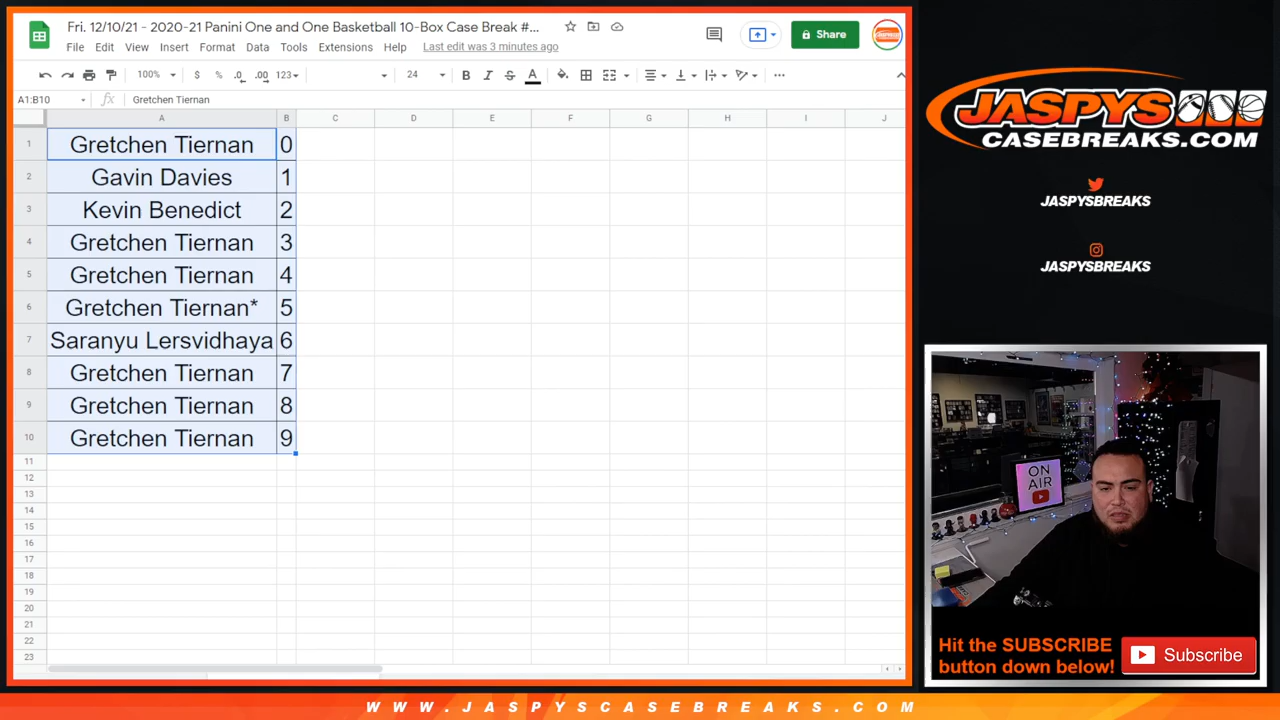 Fri. 12/10/21 - 2020-21 Panini One and One Basketball 10-Box Case Break #...
File Edit View Insert Format Data Tools Extensions Help Last edit was 3 minutes ago
Share
100% $ % .0 .00 123 24 B I S A
A1:B10 fx Gretchen Tiernan
A B C D E F G H I J
1 Gretchen Tiernan 0
2 Gavin Davies 1
3 Kevin Benedict 2
4 Gretchen Tiernan 3
5 Gretchen Tiernan 4
6 Gretchen Tiernan* 5
7 Saranyu Lersvidhaya 6
8 Gretchen Tiernan 7
9 Gretchen Tiernan 8
10 Gretchen Tiernan 9
11
12
13
14
15
16
17
18
19
20
21
22
23
JASPYS
CASEBREAKS.COM
JASPYSBREAKS
JASPYSBREAKS
ON
AIR
Hit the SUBSCRIBE
button down below!
Subscribe
WWW.JASPYSCASEBREAKS.COM